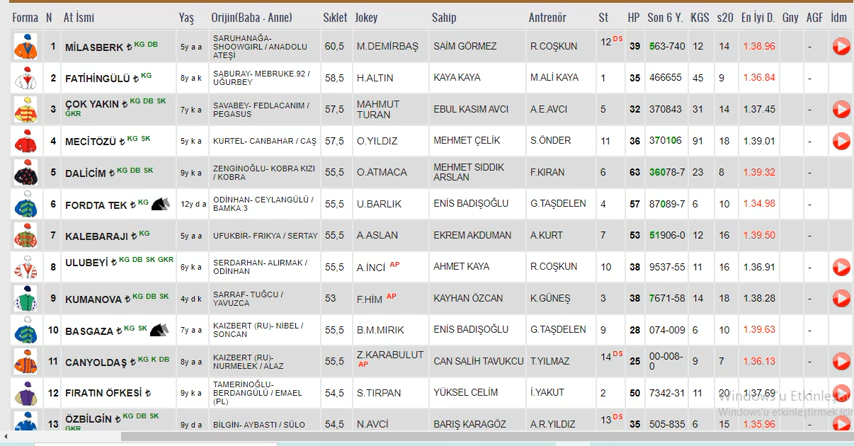 Forma N At İsmi Yaş Orijin(Baba - Anne) Sıklet Jokey Sahip Antrenör St HP Son 6 Y. KGS s20 En İyi D. Gny AGF İdm
1 MİLASBERK KG DB 5y a a SARUHANAĞA- SHOOWGIRL / ANADOLU ATEŞİ 60,5 M.DEMİRBAŞ SAİM GÖRMEZ R.COŞKUN 12 DS 39 563-740 12 14 1.38.96 -
2 FATİHİNGÜLÜ KG 8y a k SABURAY- MEBRUKE.92 / UĞURBEY 58,5 H.ALTIN KAYA KAYA M.ALİ KAYA 1 35 466655 45 9 1.36.84 -
3 ÇOK YAKIN KG DB SK GKR 7y k a SAVABEY- FEDLACANIM / PEGASUS 57,5 MAHMUT TURAN EBUL KASIM AVCI A.E.AVCI 5 32 370843 31 14 1.37.45 -
4 MECİTÖZÜ KG SK 5y k a KURTEL- CANBAHAR / CAŞ 57,5 O.YILDIZ MEHMET ÇELİK S.ÖNDER 11 36 370106 91 18 1.39.01 -
5 DALİCİM KG DB SK 9y k a ZENGİNOĞLU- KOBRA KIZI / KOBRA 55,5 O.ATMACA MEHMET SIDDIK ARSLAN F.KIRAN 6 63 36078-7 23 8 1.39.32 -
6 FORDTA TEK KG 12y d a ODİNHAN- CEYLANGÜLÜ / BAMKA.3 55,5 U.BARLIK ENİS BADIŞOĞLU G.TAŞDELEN 4 57 87089-7 6 10 1.34.98 -
7 KALEBARAJI KG 5y a a UFUKBİR- FRIKYA / SERTAY 55,5 A.ASLAN EKREM AKDUMAN A.KURT 7 53 51906-0 12 16 1.39.50 -
8 ULUBEYİ KG DB SK GKR 6y k a SERDARHAN- ALIRMAK / ODİNHAN 55,5 A.İNCİ AP AHMET KAYA R.COŞKUN 10 38 9537-55 11 16 1.36.91 -
9 KUMANOVA KG DB SK 4y d k SARRAF- TUĞCU / YAVUZCA 53 F.HİM AP KAYHAN ÖZCAN K.GÜNEŞ 3 38 7671-58 14 18 1.38.28 -
10 BASGAZA KG SK 7y a a KAIZBERT (RU)- NİBEL / SONCAN 55,5 B.M.MIRIK ENİS BADIŞOĞLU G.TAŞDELEN 9 28 074-009 6 10 1.39.63 -
11 CANYOLDAŞ KG K DB 8y a a KAIZBERT (RU)- NURMELEK / ALAZ 55,5 Z.KARABULUT AP CAN SALİH TAVUKCU T.YILMAZ 14 DS 25 00-008-0 9 7 1.36.13 -
12 FIRATIN ÖFKESİ 9y k a TAMERİNOĞLU- BERDANGÜLÜ / EMAEL (PL) 54,5 S.TIRPAN YÜKSEL CELİM İ.YAKUT 2 50 7342-31 11 20 1.37.69 -
13 ÖZBİLGİN KG DB SK GKR 9y d a BİLGİN- AYBASTI / SÜLO 54,5 N.AVCİ BARIŞ KARAGÖZ A.R.YILDIZ 13 DS 35 505-835 6 15 1.35.96 -
Windows'u Etkinleştir
Windows'u etkinleştirmek için